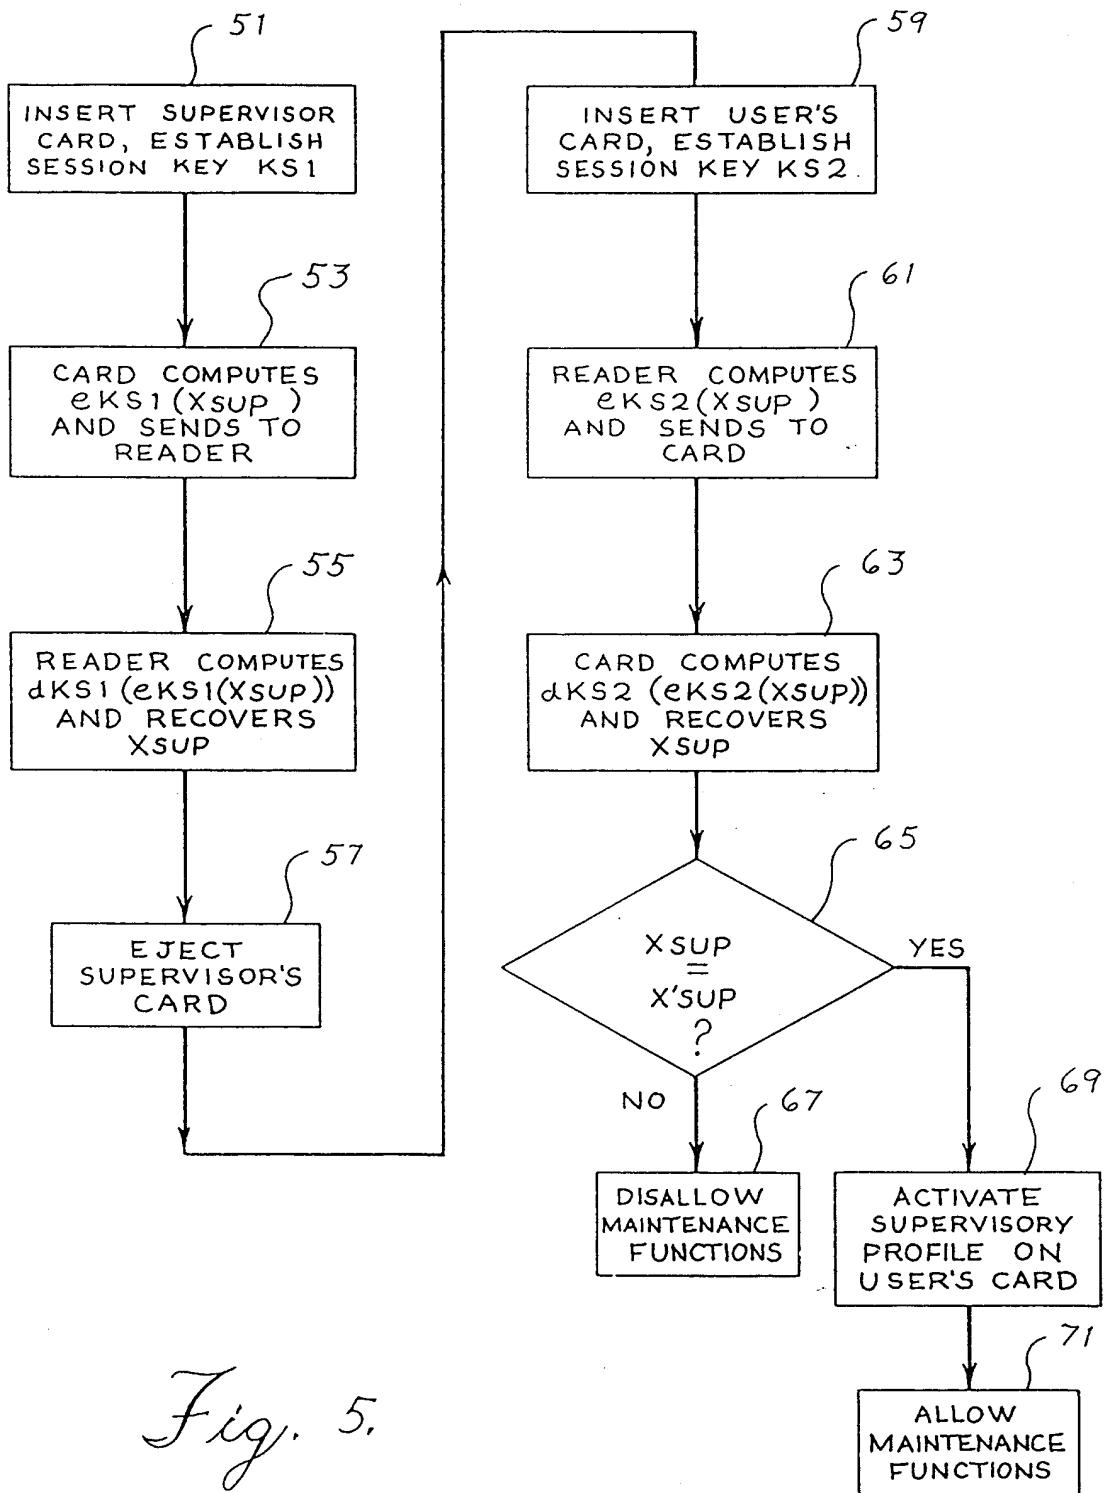 51
INSERT SUPERVISOR
CARD, ESTABLISH
SESSION KEY KS1
53
CARD COMPUTES
eKS1(XSUP )
AND SENDS TO
READER
55
READER COMPUTES
dKS1(eKS1(XSUP))
AND RECOVERS
XSUP
57
EJECT
SUPERVISOR'S
CARD
59
INSERT USER'S
CARD, ESTABLISH
SESSION KEY KS2.
61
READER COMPUTES
eKS2(XSUP )
AND SENDS TO
CARD
63
CARD COMPUTES
dKS2 (eKS2(XSUP))
AND RECOVERS
XSUP
65
XSUP
=
X'SUP
?
YES
NO
67
DISALLOW
MAINTENANCE
FUNCTIONS
69
ACTIVATE
SUPERVISORY
PROFILE ON
USER'S CARD
71
ALLOW
MAINTENANCE
FUNCTIONS
Fig. 5.